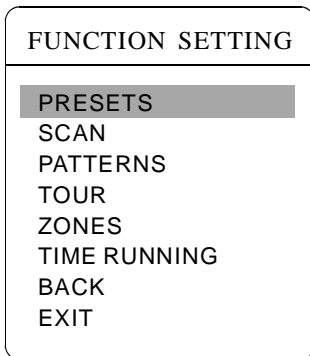 FUNCTION SETTING
PRESETS
SCAN
PATTERNS
TOUR
ZONES
TIME RUNNING
BACK
EXIT